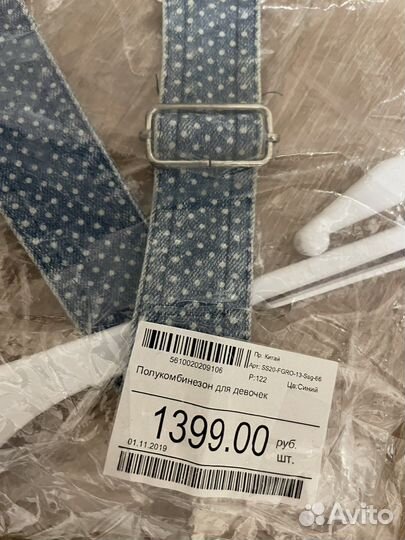 Пр. Китай
Арт: SS20-FGRO-13-Ssg-66
5610020209106
Р:122 Цв:Синий
Полукомбинезон для девочек
1399.00 руб.
шт.
01.11.2019
Avito